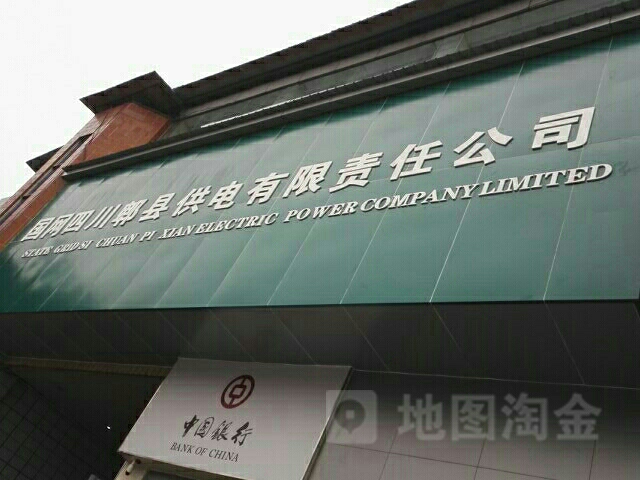 国网四川郫县供电有限责任公司
STATE GRID SI CHUAN PI XIAN ELECTRIC POWER COMPANY LIMITED
中国银行
BANK OF CHINA
地图淘金